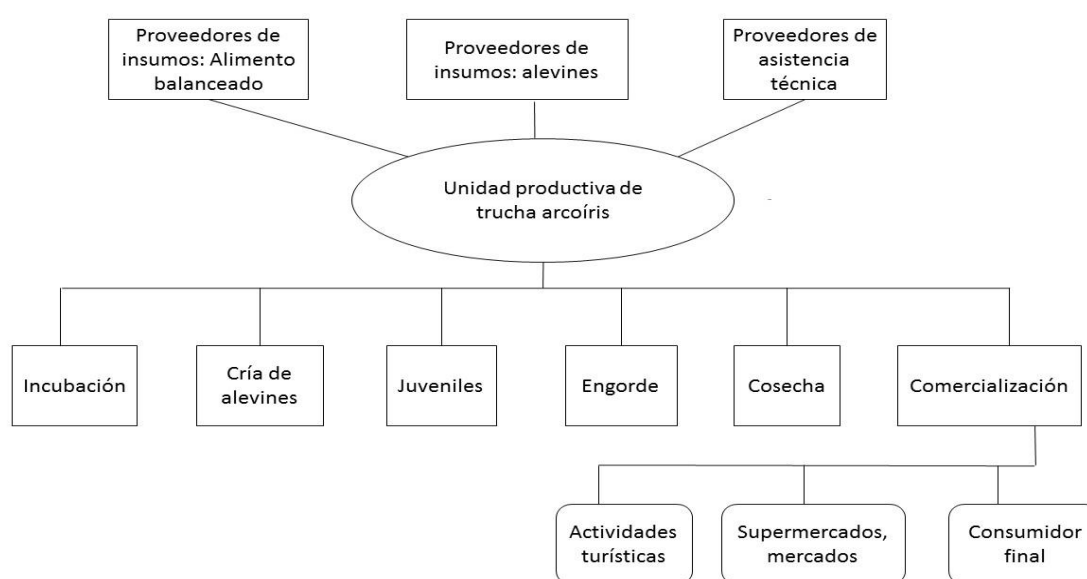 Proveedores de
insumos: Alimento
balanceado
Proveedores de
insumos: alevines
Proveedores de
asistencia
técnica
Unidad productiva de
trucha arcoíris
Incubación
Cría de
alevines
Juveniles
Engorde
Cosecha
Comercialización
Actividades
turísticas
Supermercados,
mercados
Consumidor
final